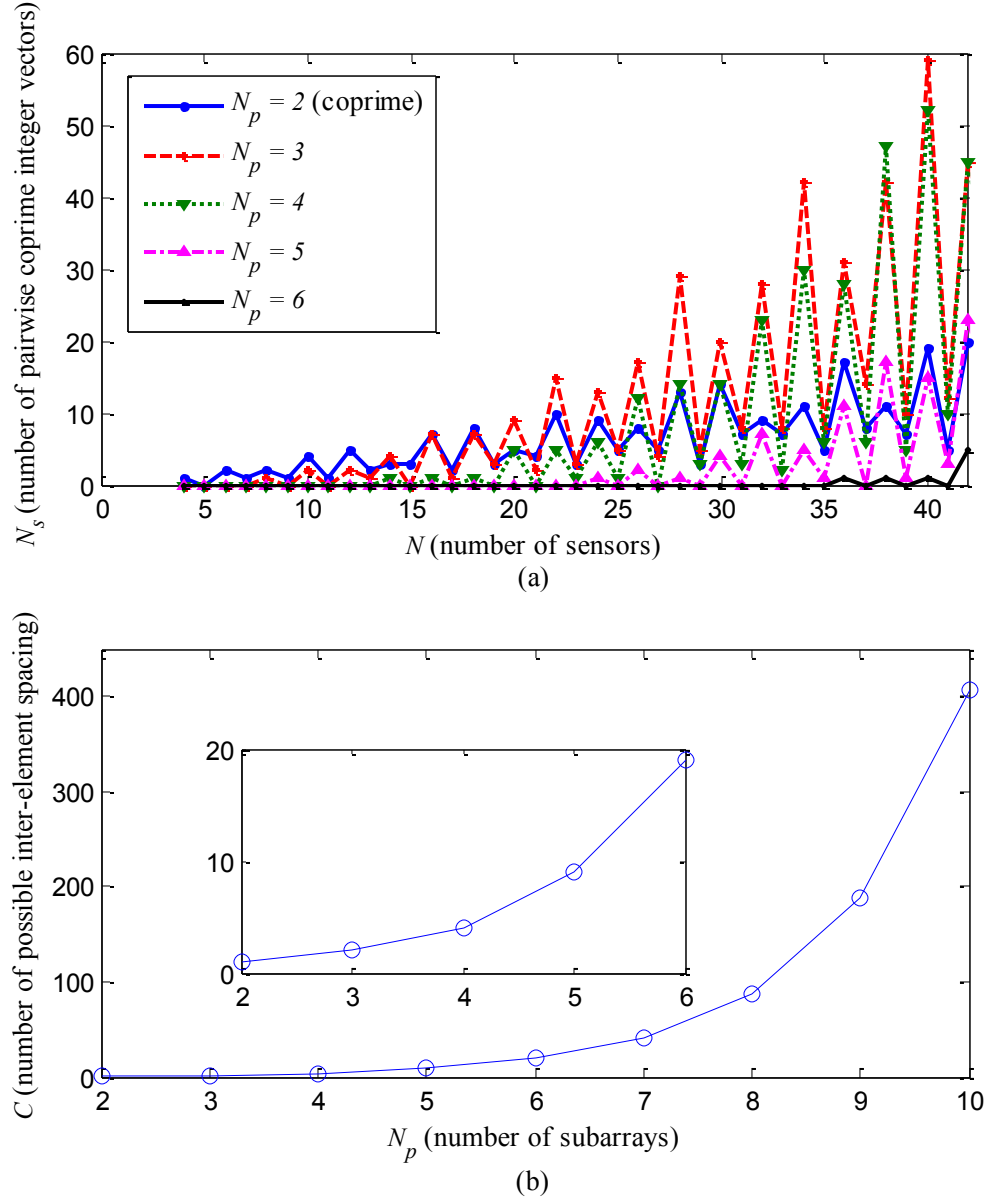 60
50
40
30
20
10
0
N_s (number of pairwise coprime integer vectors)
N_p = 2 (coprime)
N_p = 3
N_p = 4
N_p = 5
N_p = 6
0 5 10 15 20 25 30 35 40
N (number of sensors)
(a)
400
300
200
100
0
C (number of possible inter-element spacing)
20
10
0
2 3 4 5 6
2 3 4 5 6 7 8 9 10
N_p (number of subarrays)
(b)